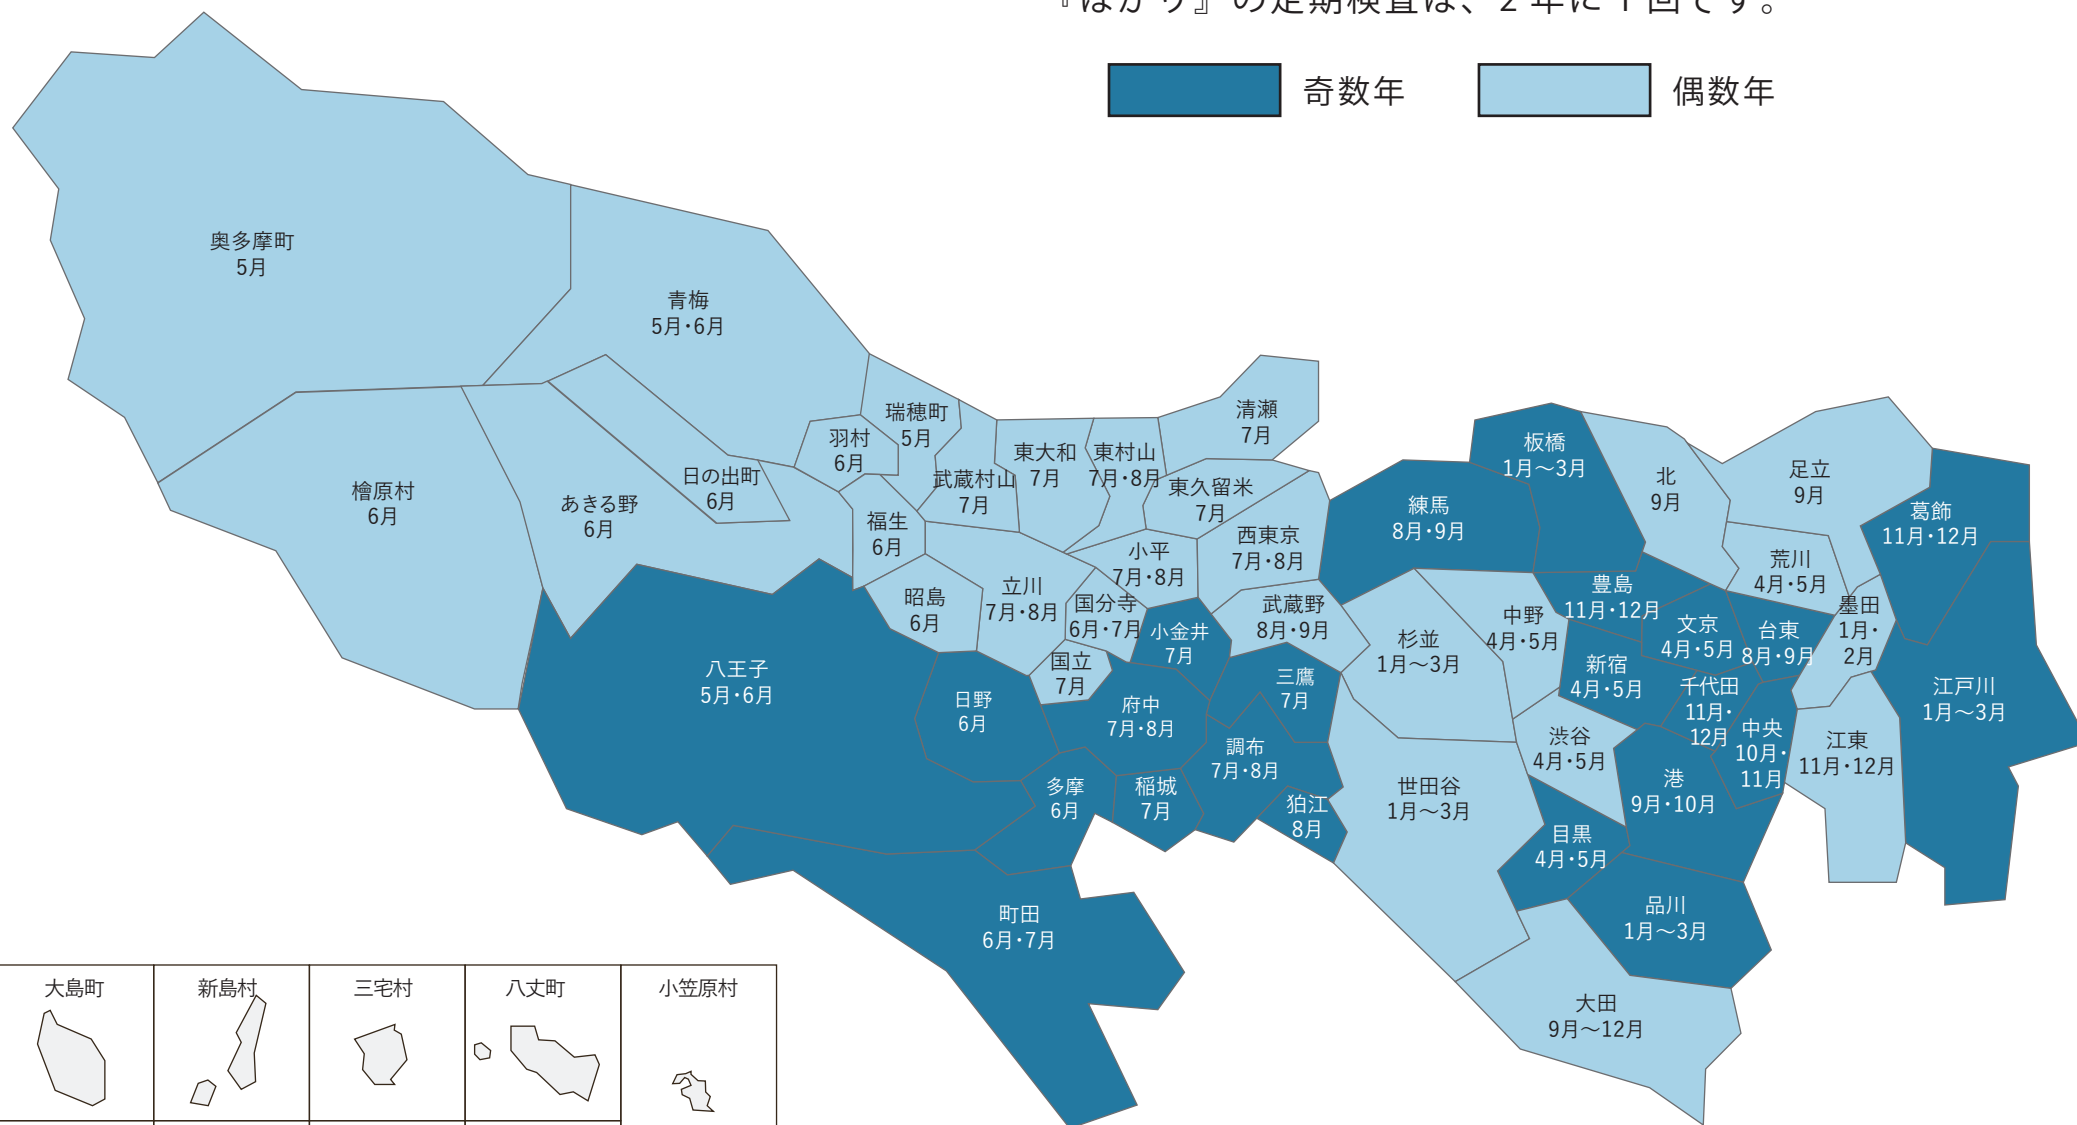 『はかり』の定期検査は、2年に1回です。
奇数年
偶数年
奥多摩町
5月
青梅
5月・6月
檜原村
6月
あきる野
6月
日の出町
6月
羽村
6月
瑞穂町
5月
福生
6月
武蔵村山
7月
東大和
7月
東村山
7月・8月
清瀬
7月
東久留米
7月
西東京
7月・8月
小平
7月・8月
昭島
6月
立川
7月・8月
国分寺
6月・7月
国立
7月
小金井
7月
武蔵野
8月・9月
三鷹
7月
八王子
5月・6月
日野
6月
府中
7月・8月
多摩
6月
稲城
7月
調布
7月・8月
狛江
8月
町田
6月・7月
練馬
8月・9月
板橋
1月～3月
北
9月
足立
9月
葛飾
11月・12月
荒川
4月・5月
豊島
11月・12月
中野
4月・5月
杉並
1月～3月
文京
4月・5月
台東
8月・9月
墨田
1月・
2月
新宿
4月・5月
千代田
11月・
12月
中央
10月・
11月
江東
11月・12月
江戸川
1月～3月
渋谷
4月・5月
港
9月・10月
世田谷
1月～3月
目黒
4月・5月
品川
1月～3月
大田
9月～12月
大島町
新島村
三宅村
八丈町
小笠原村